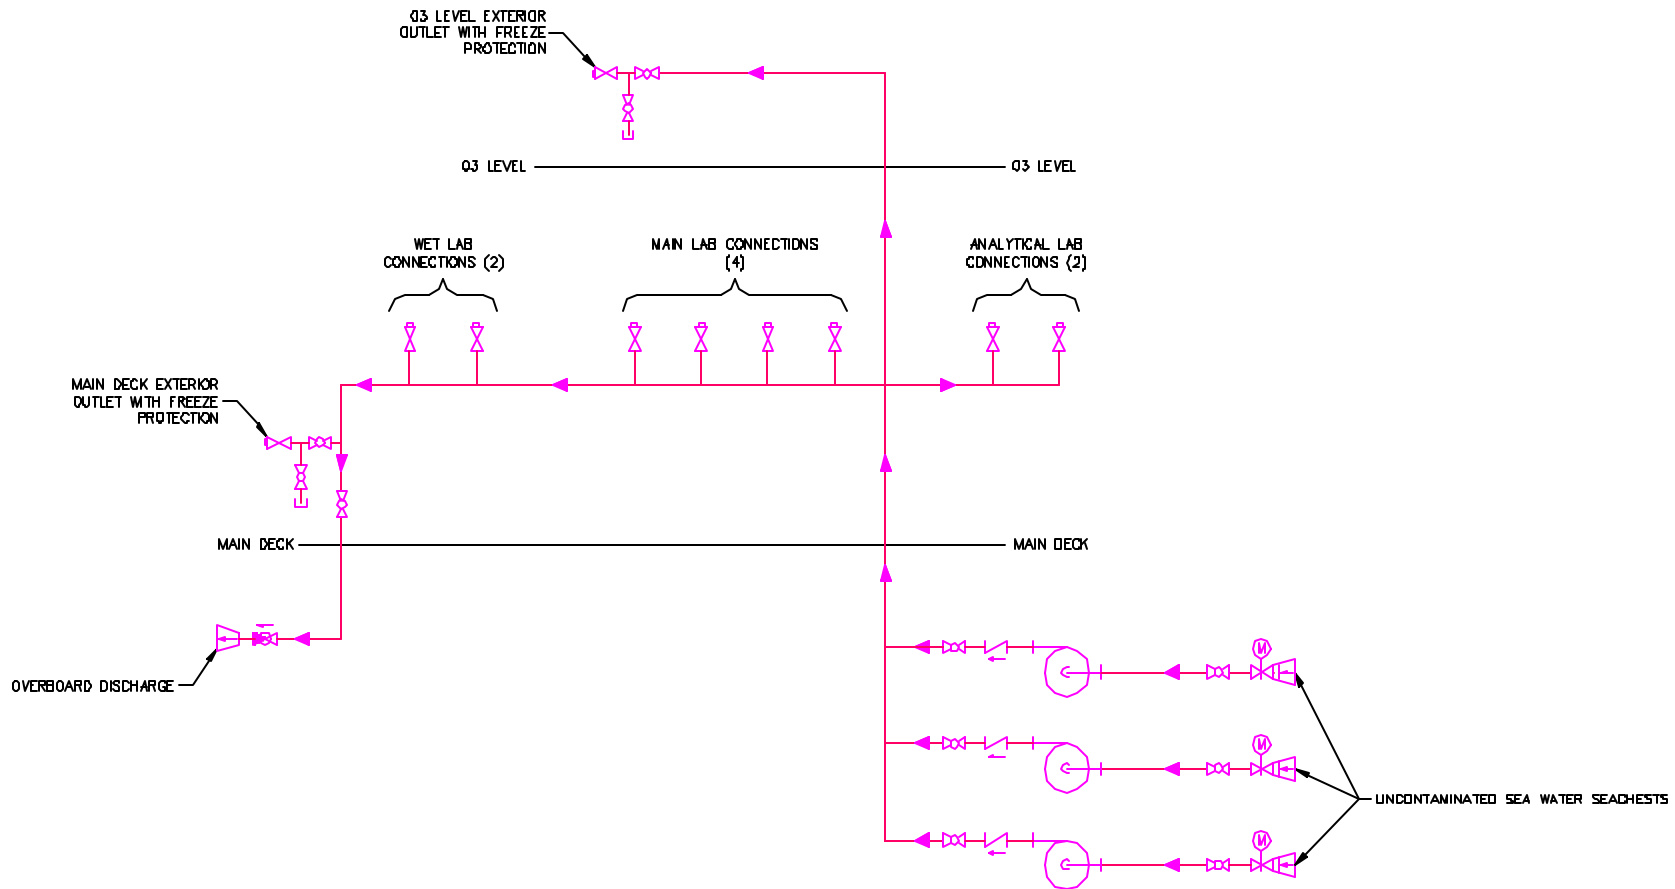 03 LEVEL EXTERIOR
OUTLET WITH FREEZE
PROTECTION
03 LEVEL
03 LEVEL
WET LAB
CONNECTIONS (2)
MAIN LAB CONNECTIONS
(4)
ANALYTICAL LAB
CONNECTIONS (2)
MAIN DECK EXTERIOR
OUTLET WITH FREEZE
PROTECTION
MAIN DECK
MAIN DECK
OVERBOARD DISCHARGE
M
M
UNCONTAMINATED SEA WATER SEACHESTS
M